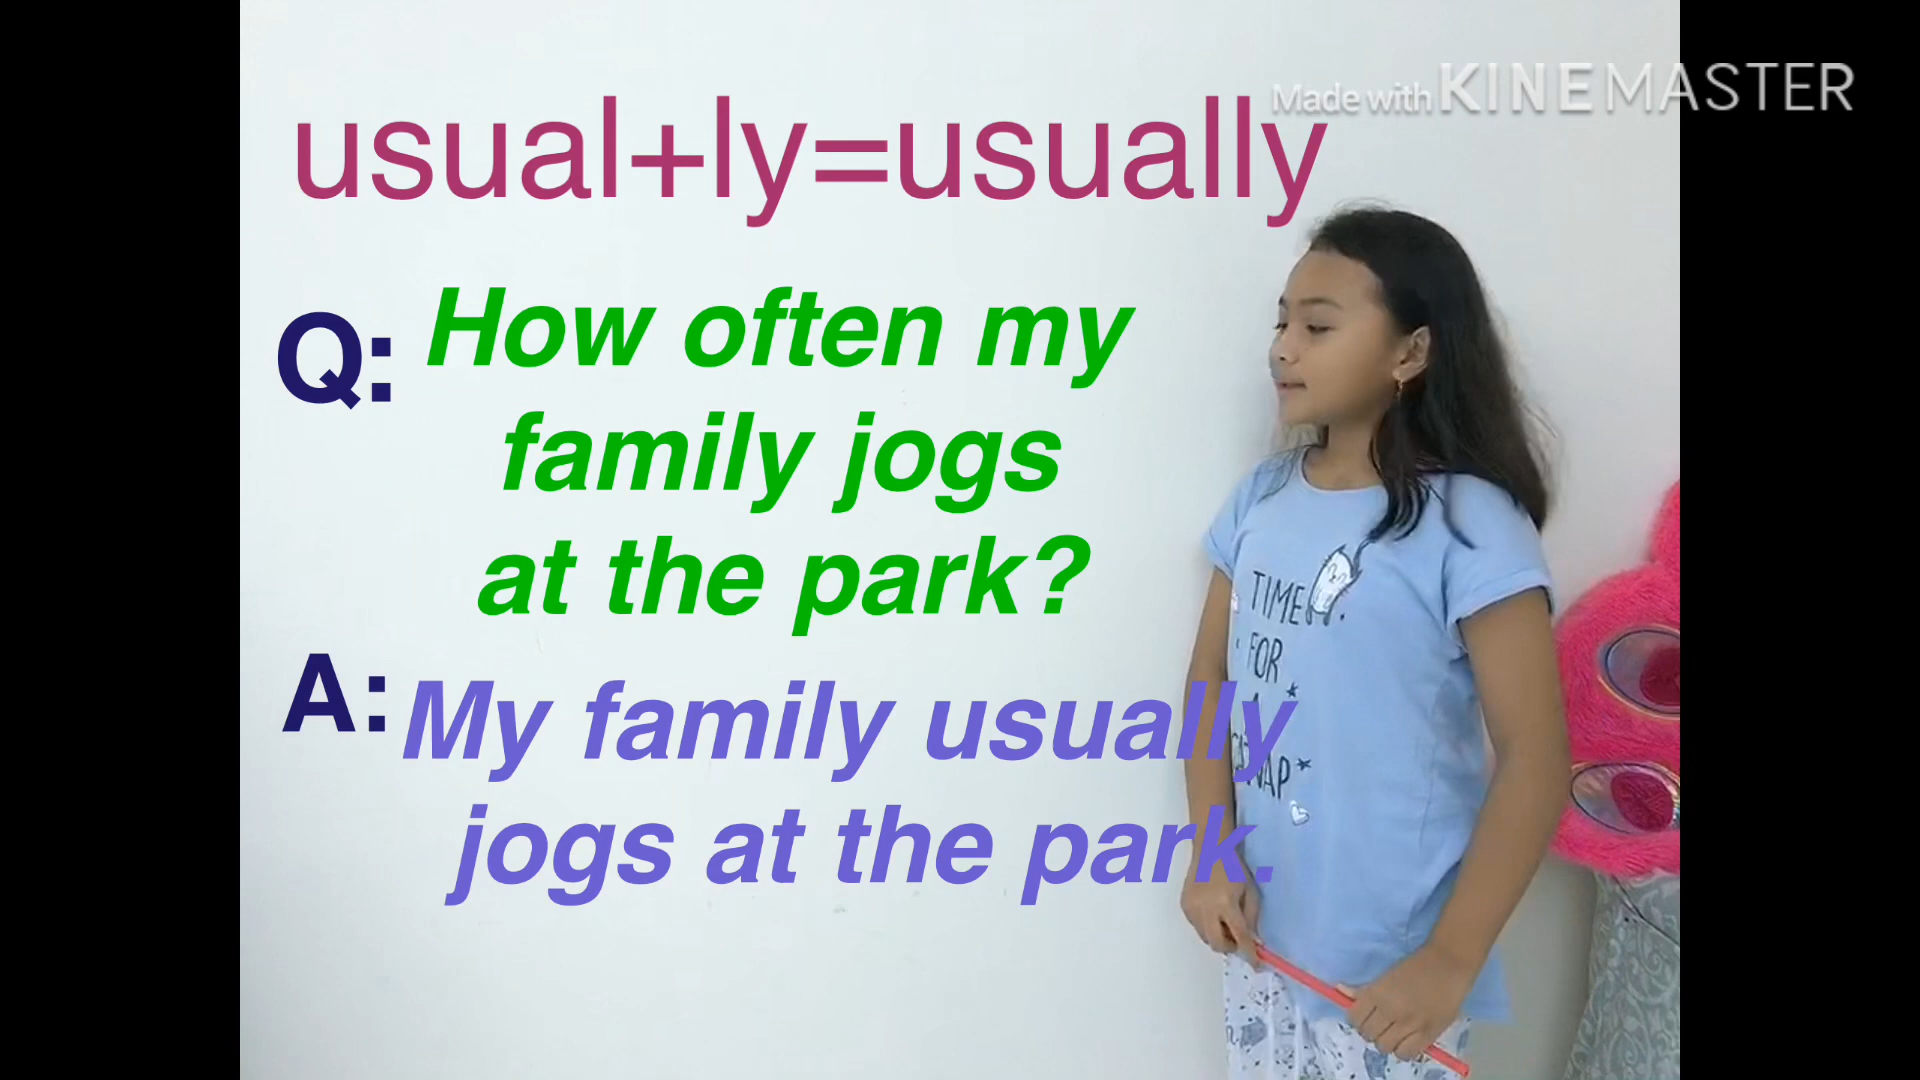 Made with KINEMASTER
usual+ly=usually
Q: How often my
family jogs
at the park?
A: My family usually
jogs at the park.
TIME
FOR
A
CATNAP